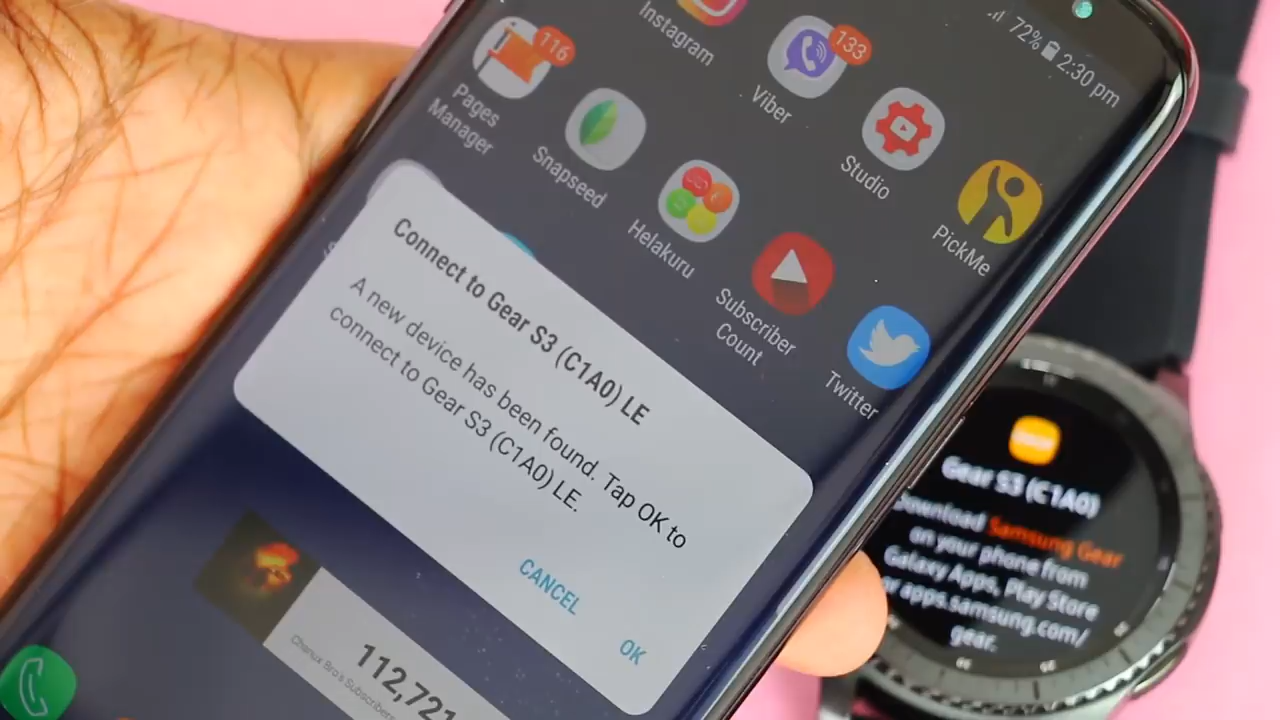 Instagram
72% 2:30 pm
116
133
Pages
Manager
Viber
Snapseed
Studio
Helakuru
PickMe
Subscriber
Count
Twitter
Connect to Gear S3 (C1A0) LE
A new device has been found. Tap OK to
connect to Gear S3 (C1A0) LE.
CANCEL
OK
Chanux Bro's Subscribers
112,721
Gear S3 (C1A0)
Download Samsung Gear
on your phone from
Galaxy Apps, Play Store
or apps.samsung.com/
gear.